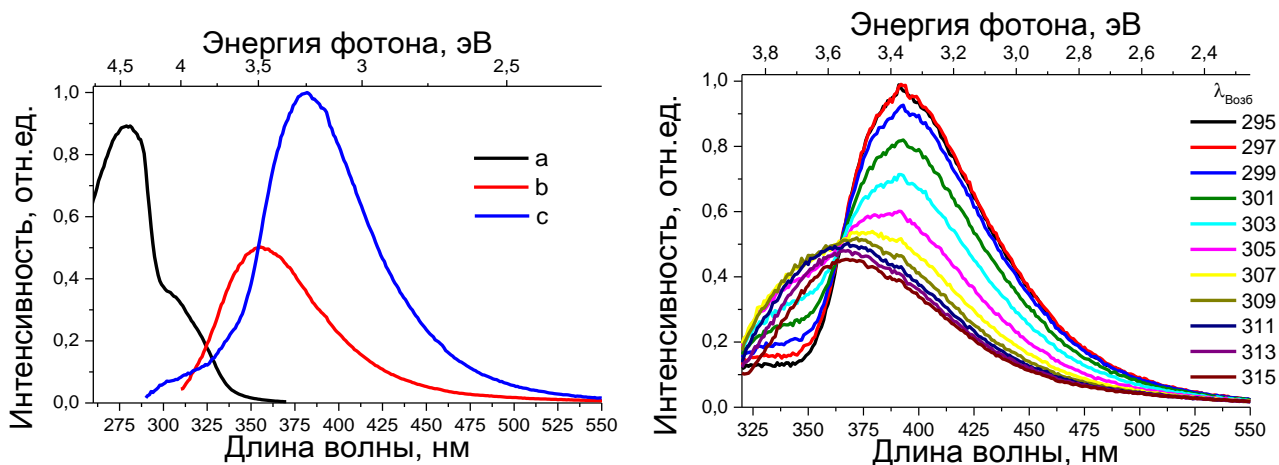 Энергия фотона, эВ
4,5 4 3,5 3 2,5
Интенсивность, отн.ед.
1,0
0,8
0,6
0,4
0,2
0,0
a
b
c
275 300 325 350 375 400 425 450 475 500 525 550
Длина волны, нм
Энергия фотона, эВ
3,8 3,6 3,4 3,2 3,0 2,8 2,6 2,4
Интенсивность, отн.ед.
1,0
0,8
0,6
0,4
0,2
0,0
λВозб
295
297
299
301
303
305
307
309
311
313
315
325 350 375 400 425 450 475 500 525 550
Длина волны, нм